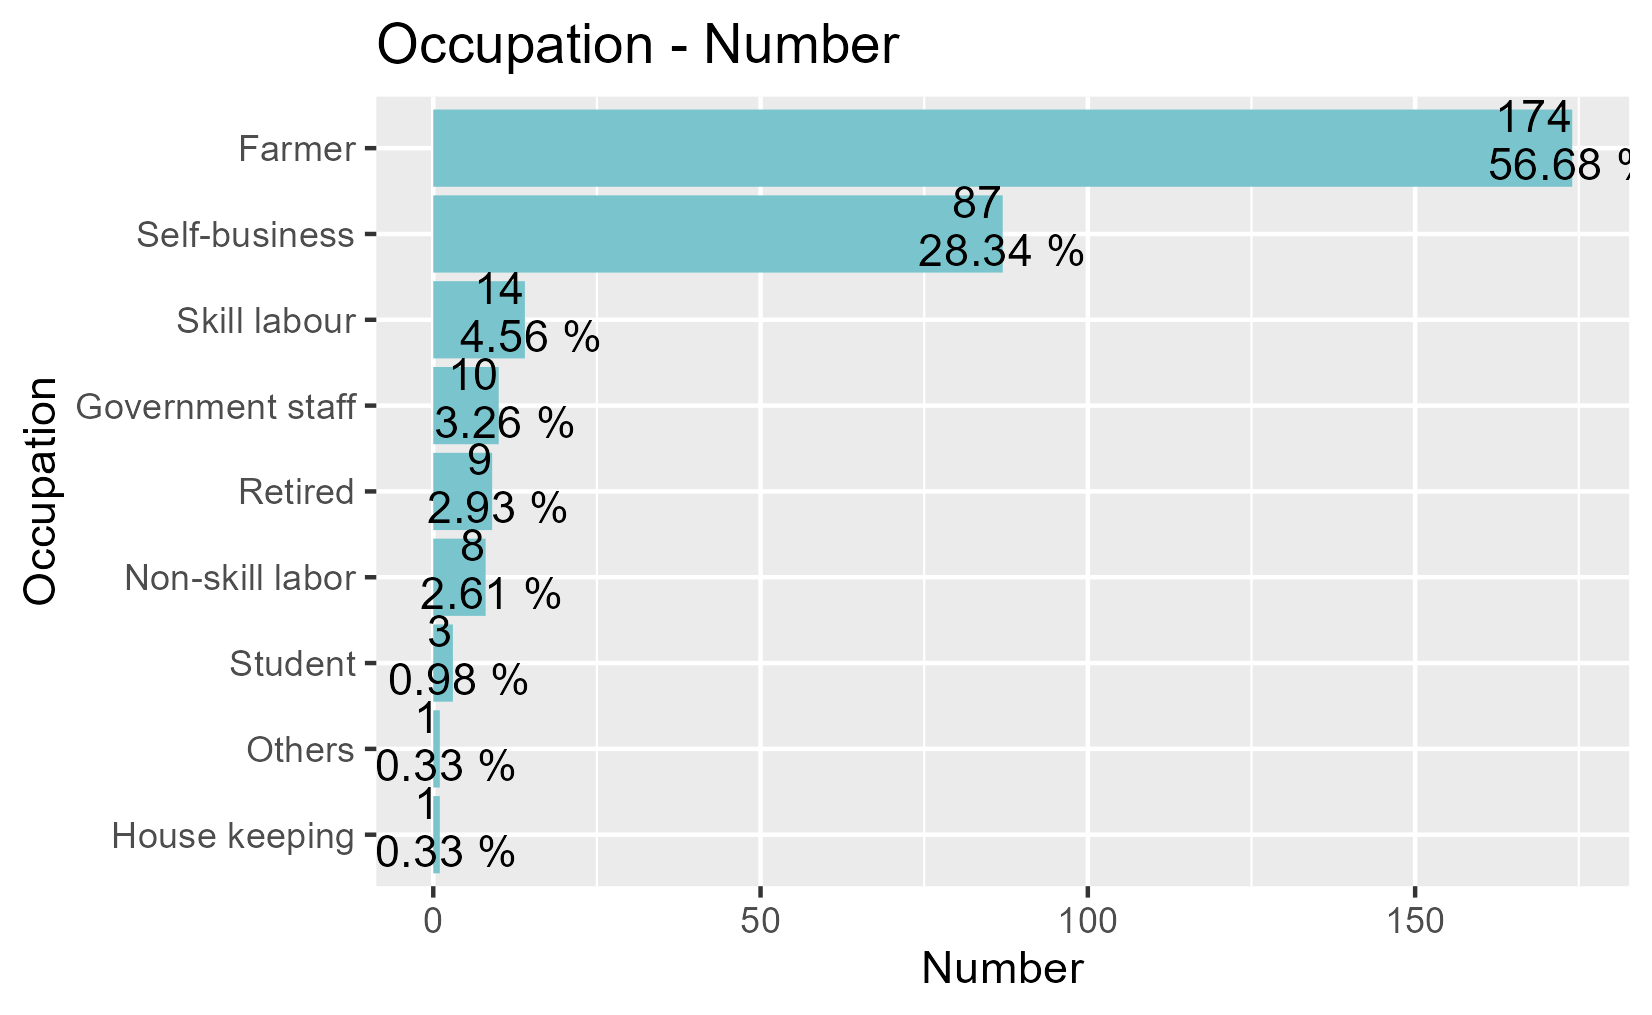 Occupation - Number
Occupation
Farmer
174
56.68 %
Self-business
87
28.34 %
Skill labour
14
4.56 %
Government staff
10
3.26 %
Retired
9
2.93 %
Non-skill labor
8
2.61 %
Student
3
0.98 %
Others
1
0.33 %
House keeping
1
0.33 %
0 50 100 150
Number